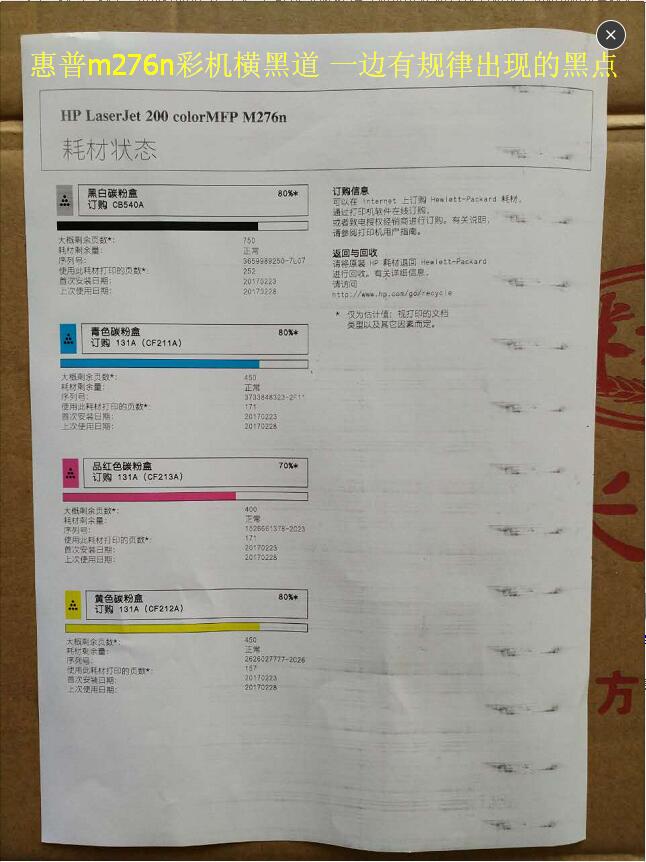 惠普m276n彩机横黑道 一边有规律出现的黑点
HP LaserJet 200 colorMFP M276n
耗材状态
黑白碳粉盒 80%*
订购 CB540A
大概剩余页数*: 750
耗材剩余量: 正常
序列号: 3659989250-7L07
使用此耗材打印的页数*: 252
首次安装日期: 20170223
上次使用日期: 20170228
青色碳粉盒 80%*
订购 131A (CF211A)
大概剩余页数*: 450
耗材剩余量: 正常
序列号: 3733848323-2F11
使用此耗材打印的页数*: 171
首次安装日期: 20170223
上次使用日期: 20170228
品红色碳粉盒 70%*
订购 131A (CF213A)
大概剩余页数*: 400
耗材剩余量: 正常
序列号: 1526661378-2023
使用此耗材打印的页数*: 171
首次安装日期: 20170223
上次使用日期: 20170228
黄色碳粉盒 80%*
订购 131A (CF212A)
大概剩余页数*: 450
耗材剩余量: 正常
序列号: 2626027777-2026
使用此耗材打印的页数*: 157
首次安装日期: 20170223
上次使用日期: 20170228
订购信息
可以在 Internet 上订购 Hewlett-Packard 耗材,
通过打印机软件在线订购,
或者致电授权经销商进行订购。有关说明,
请参阅打印机用户指南。
返回与回收
请将原装 HP 耗材退回 Hewlett-Packard
进行回收。有关详细信息,
请访问
http://www.hp.com/go/recycle
* 仅为估计值; 视打印的文档
类型以及其它因素而定。
方